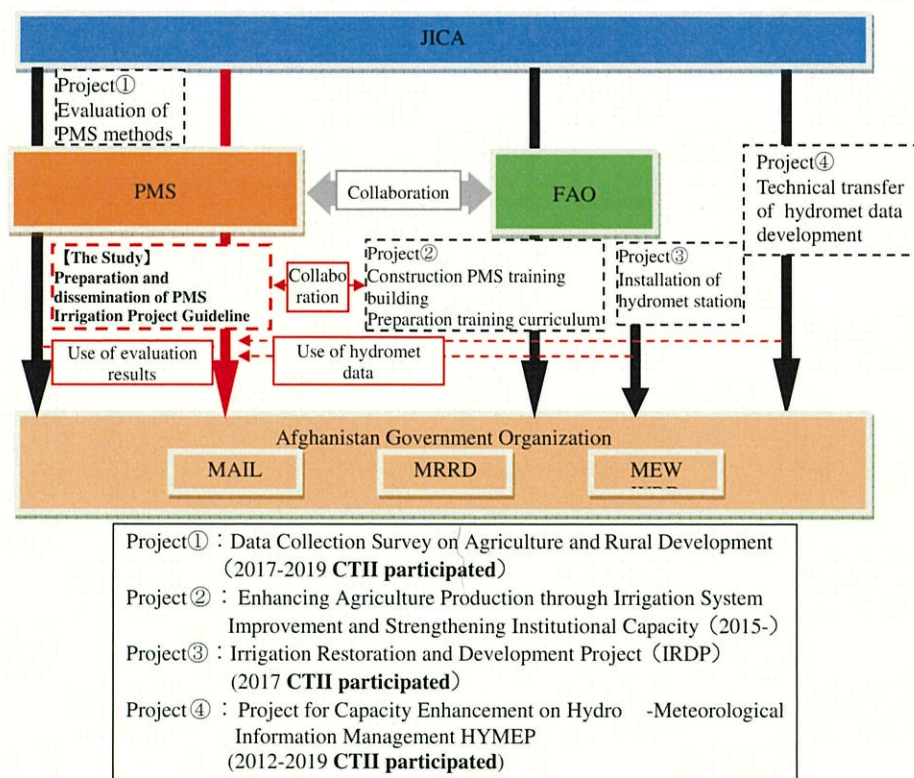 JICA
Project①
Evaluation of
PMS methods
PMS
Collaboration
FAO
Project④
Technical transfer
of hydromet data
development
【The Study】
Preparation and
dissemination of PMS
Irrigation Project Guideline
Collabo
ration
Project②
Construction PMS training
building
Preparation training curriculum
Project③
Installation of
hydromet station
Use of evaluation
results
Use of hydromet
data
Afghanistan Government Organization
MAIL
MRRD
MEW
Project①：Data Collection Survey on Agriculture and Rural Development
（2017-2019 CTII participated）
Project②：Enhancing Agriculture Production through Irrigation System
Improvement and Strengthening Institutional Capacity（2015-）
Project③：Irrigation Restoration and Development Project（IRDP）
(2017 CTII participated）
Project④：Project for Capacity Enhancement on Hydro -Meteorological
Information Management HYMEP
(2012-2019 CTII participated)